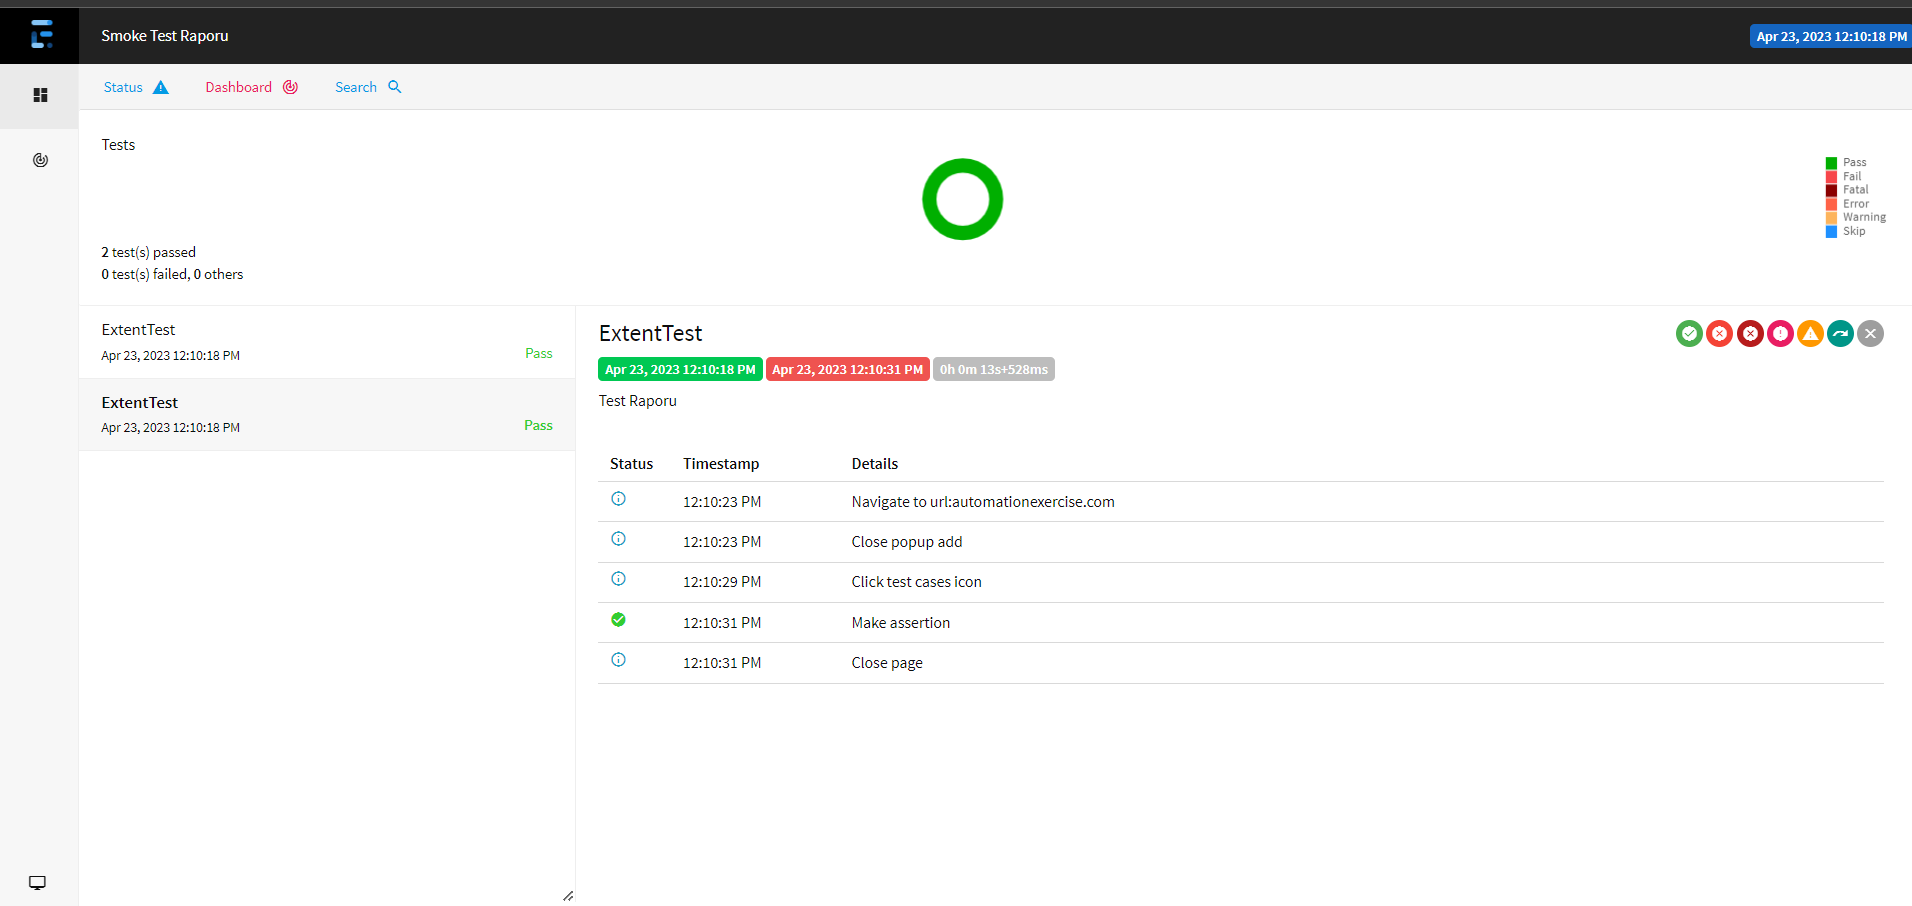 Smoke Test Raporu
Apr 23, 2023 12:10:18 PM
Status
Dashboard
Search
Tests
Pass
Fail
Fatal
Error
Warning
Skip
2 test(s) passed
0 test(s) failed, 0 others
ExtentTest
Apr 23, 2023 12:10:18 PM
Pass
ExtentTest
Apr 23, 2023 12:10:18 PM
Pass
ExtentTest
Apr 23, 2023 12:10:18 PM Apr 23, 2023 12:10:31 PM 0h 0m 13s+528ms
Test Raporu
Status Timestamp Details
12:10:23 PM Navigate to url:automationexercise.com
12:10:23 PM Close popup add
12:10:29 PM Click test cases icon
12:10:31 PM Make assertion
12:10:31 PM Close page